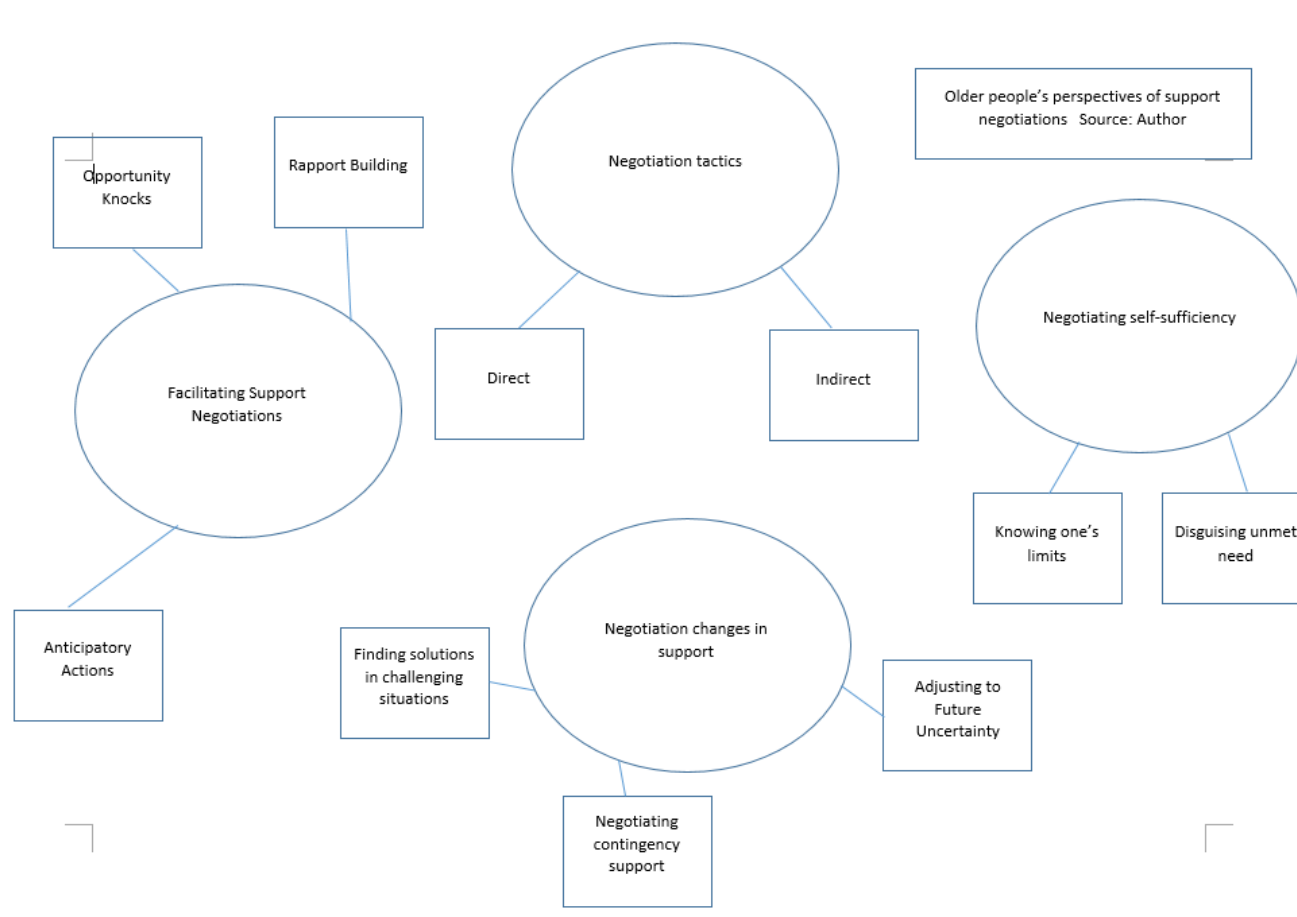 Older people's perspectives of support
negotiations   Source: Author
Opportunity
Knocks
Rapport Building
Negotiation tactics
Negotiating self-sufficiency
Facilitating Support
Negotiations
Direct
Indirect
Knowing one's
limits
Disguising unmet
need
Anticipatory
Actions
Finding solutions
in challenging
situations
Negotiation changes in
support
Adjusting to
Future
Uncertainty
Negotiating
contingency
support